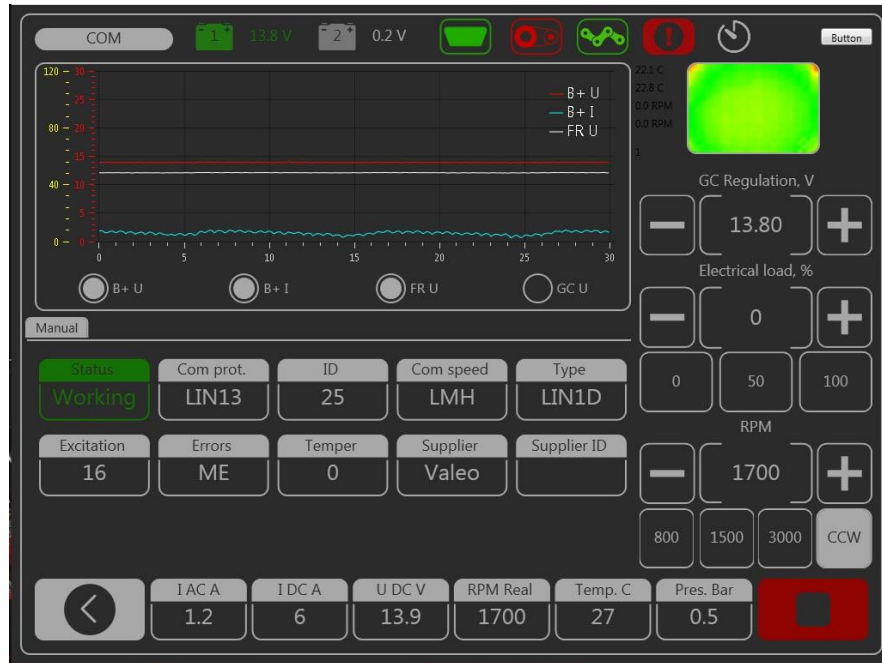 COM 1 + 13.8 V - 2 + 0.2 V Button
120 30
25
80 20
15
40 10
5
0 0
0 5 10 15 20 25 30
B+ U
B+ I
FR U
B+ U B+ I FR U GC U
22.1 C
22.8 C
0.0 RPM
0.0 RPM
1
GC Regulation, V
13.80
Electrical load, %
0
0 50 100
RPM
1700
800 1500 3000 CCW
Manual
Status Com prot. ID Com speed Type
Working LIN13 25 LMH LIN1D
Excitation Errors Temper Supplier Supplier ID
16 ME 0 Valeo
I AC A I DC A U DC V RPM Real Temp. C Pres. Bar
1.2 6 13.9 1700 27 0.5